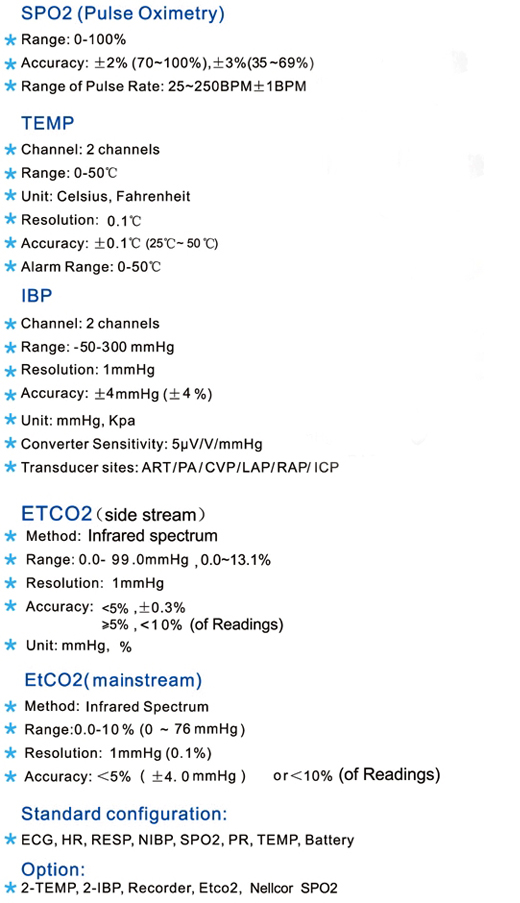 SPO2 (Pulse Oximetry)
* Range: 0-100%
* Accuracy: ±2% (70~100%),±3%(35~69%)
* Range of Pulse Rate: 25~250BPM±1BPM
TEMP
* Channel: 2 channels
* Range: 0-50℃
* Unit: Celsius, Fahrenheit
* Resolution: 0.1℃
* Accuracy: ±0.1℃ (25℃~50℃)
* Alarm Range: 0-50℃
IBP
* Channel: 2 channels
* Range: -50-300 mmHg
* Resolution: 1mmHg
* Accuracy: ±4mmHg (±4%)
* Unit: mmHg, Kpa
* Converter Sensitivity: 5μV/V/mmHg
* Transducer sites: ART/PA/CVP/LAP/RAP/ICP
ETCO2 (side stream)
* Method: Infrared spectrum
* Range: 0.0- 99.0mmHg ,0.0~13.1%
* Resolution: 1mmHg
* Accuracy: <5% ,±0.3%
≥5% ,<10% (of Readings)
* Unit: mmHg, %
EtCO2(mainstream)
* Method: Infrared Spectrum
* Range:0.0-10% (0 ~ 76mmHg)
* Resolution: 1mmHg (0.1%)
* Accuracy: <5% ( ±4.0mmHg ) or<10% (of Readings)
Standard configuration:
* ECG, HR, RESP, NIBP, SPO2, PR, TEMP, Battery
Option:
* 2-TEMP, 2-IBP, Recorder, Etco2, Nellcor SPO2